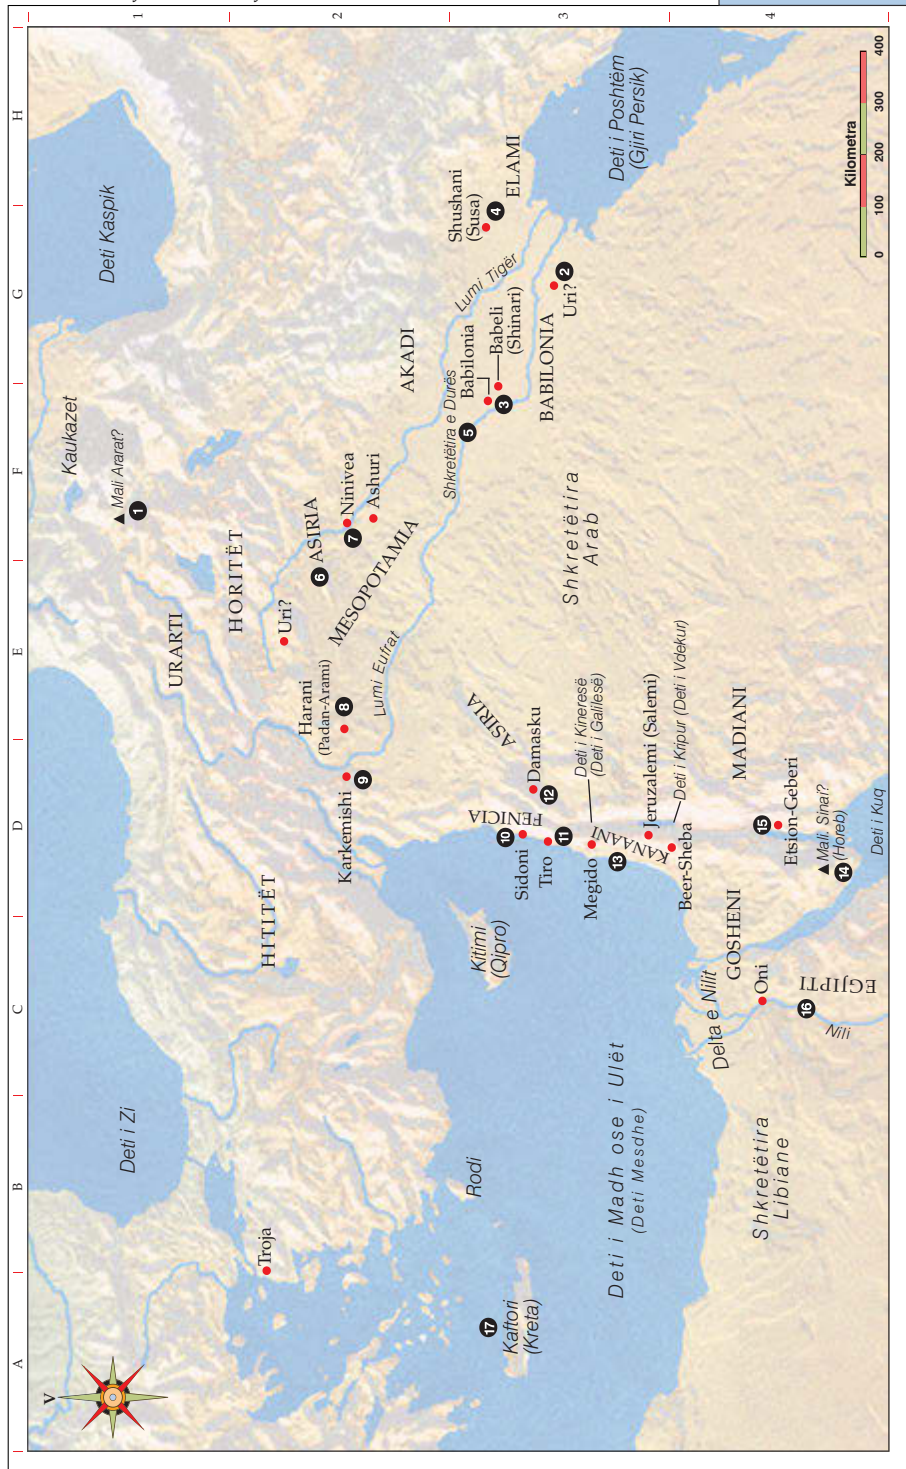 A
B
C
D
E
F
G
H
1
2
3
4
V
Deti i Zi
Deti Kaspik
Kaukazet
Mali Ararat?
1
URARTI
HORITËT
HITITËT
Troja
Uri?
6
ASIRIA
7
Ninivea
Ashuri
Harani
(Padan-Arami)
8
Karkemishi
9
MESOPOTAMIA
Lumi Eufrat
AKADI
Lumi Tigër
Shkretëtira e Durës
5
Babilonia
3
Babeli
(Shinari)
BABILONIA
Uri?
2
Shushani
(Susa)
4
ELAMI
Deti i Poshtëm
(Gjiri Persik)
Rodi
17
Kaftori
(Kreta)
Kitimi
(Qipro)
10
Sidoni
FENICIA
Tiro
11
ASIRIA
Damasku
12
Deti i Kineresë
(Deti i Galilesë)
Megido
13
KANAANI
Jeruzalemi (Salemi)
Deti i Kripur (Deti i Vdekur)
Beer-Sheba
Shkretëtira
Arab
Deti i Madh ose i Ulët
(Deti Mesdhe)
Shkretëtira
Libiane
Delta e Nilit
GOSHENI
Oni
16
EGJIPTI
Nili
MADIANI
15
Etsion-Geberi
Mali. Sinai?
(Horeb)
14
Deti i Kuq
Kilometra
0 100 200 300 400